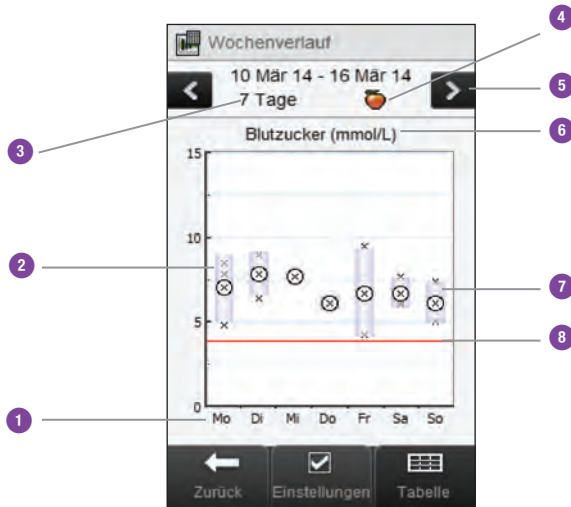 4
Wochenverlauf
10 Mär 14 - 16 Mär 14
7 Tage
5
3
Blutzucker (mmol/L)
6
15
10
2
7
5
8
0
1
Mo Di Mi Do Fr Sa So
Zurück Einstellungen Tabelle